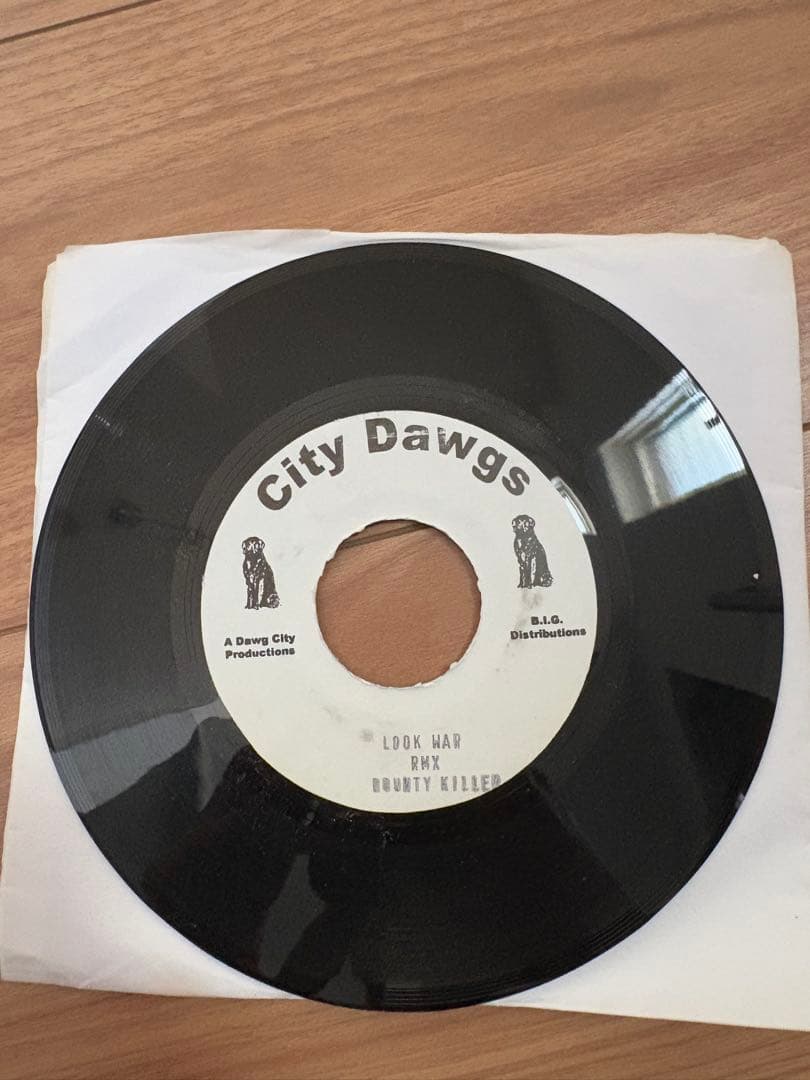 City Dawgs
A Dawg City
Productions
B.I.G.
Distributions
LOOK WAR
RMX
BOUNTY KILLER